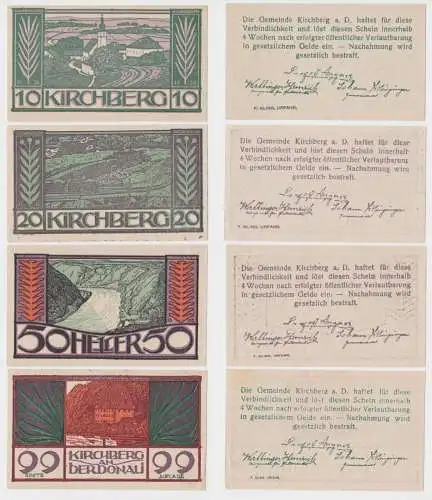 10 KIRCHBERG 10
Die Gemeinde Kirchberg a. D. haftet für diese
Verbindlichkeit und löst diesen Schein innerhalb
4 Wochen nach erfolgter öffentlicher Verlautbarung
in gesetzlichem Gelde ein. — Nachahmung wird
gesetzlich bestraft.
20 KIRCHBERG 20
Die Gemeinde Kirchberg a. D. haftet für diese
Verbindlichkeit und löst diesen Schein innerhalb
4 Wochen nach erfolgter öffentlicher Verlautbarung
in gesetzlichem Gelde ein. — Nachahmung wird
gesetzlich bestraft.
50 HELLER 50
Die Gemeinde Kirchberg a. D. haftet für diese
Verbindlichkeit und löst diesen Schein innerhalb
4 Wochen nach erfolgter öffentlicher Verlautbarung
in gesetzlichem Gelde ein. — Nachahmung wird
gesetzlich bestraft.
KIRCHBERG
AM
DER DONAU
99 99
AUFLAGE
Die Gemeinde Kirchberg a. D. haftet für diese
Verbindlichkeit und löst diesen Schein innerhalb
4 Wochen nach erfolgter öffentlicher Verlautbarung
in gesetzlichem Gelde ein. — Nachahmung wird
gesetzlich bestraft.